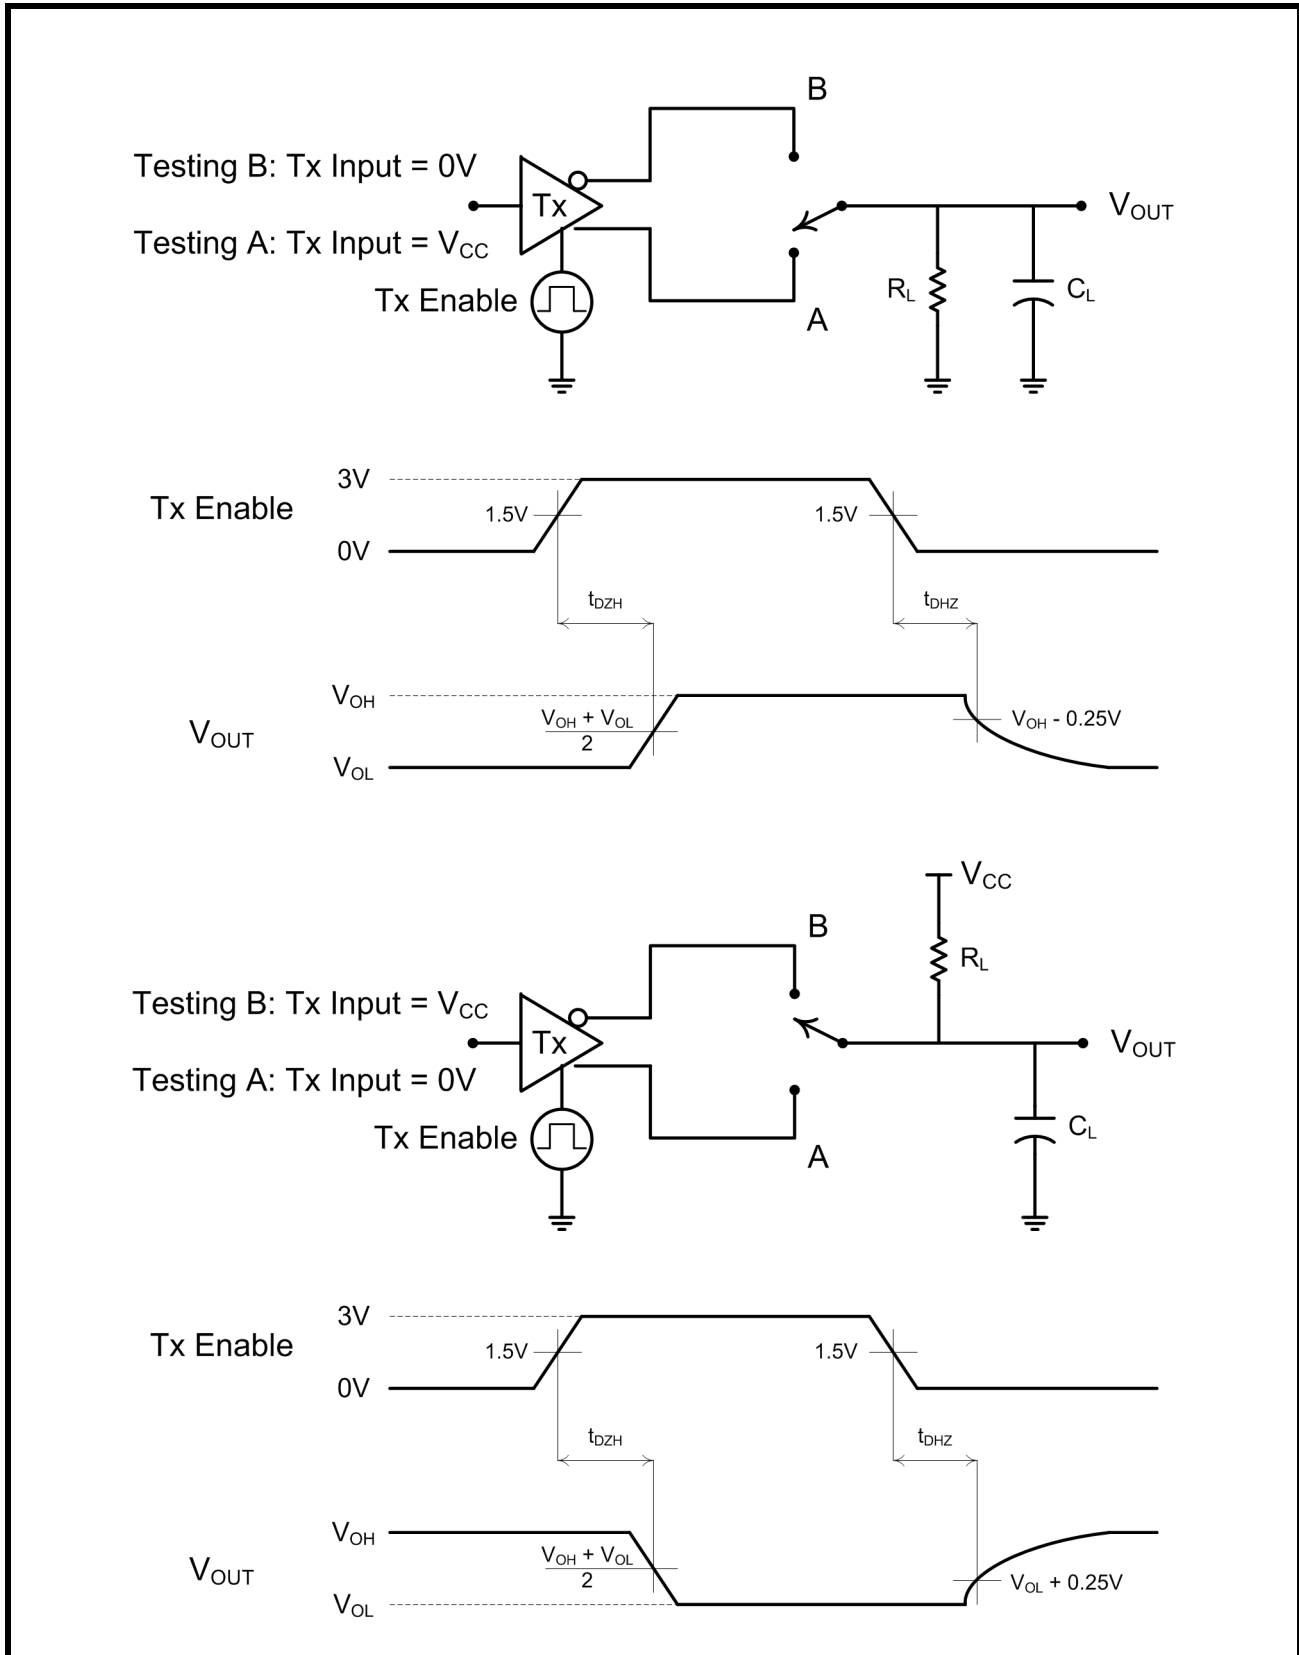 B
Testing B: Tx Input = 0V
Tx
V_OUT
Testing A: Tx Input = V_CC
Tx Enable
R_L
C_L
A
3V
Tx Enable
1.5V
1.5V
0V
t_DZH
t_DHZ
V_OH
V_OUT
V_OH + V_OL
2
V_OH - 0.25V
V_OL
V_CC
B
R_L
Testing B: Tx Input = V_CC
Tx
V_OUT
Testing A: Tx Input = 0V
Tx Enable
C_L
A
3V
Tx Enable
1.5V
1.5V
0V
t_DZH
t_DHZ
V_OH
V_OUT
V_OH + V_OL
2
V_OL + 0.25V
V_OL